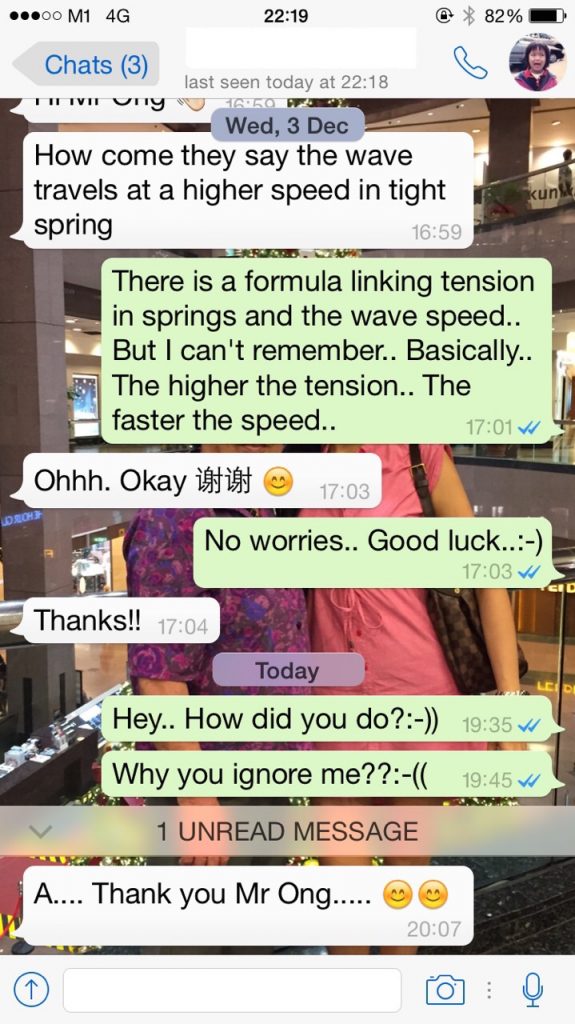 M1 4G 22:19 82%
Chats (3)
last seen today at 22:18
Hi Mr Ong 👋 16:59
Wed, 3 Dec
How come they say the wave
travels at a higher speed in tight
spring
16:59
There is a formula linking tension
in springs and the wave speed..
But I can't remember.. Basically..
The higher the tension.. The
faster the speed..
17:01
Ohhh. Okay 谢谢 😊 17:03
No worries.. Good luck..:-)
17:03
Thanks!! 17:04
Today
Hey.. How did you do?:-)) 19:35
Why you ignore me??:-(( 19:45
1 UNREAD MESSAGE
A.... Thank you Mr Ong..... 😊😊
20:07